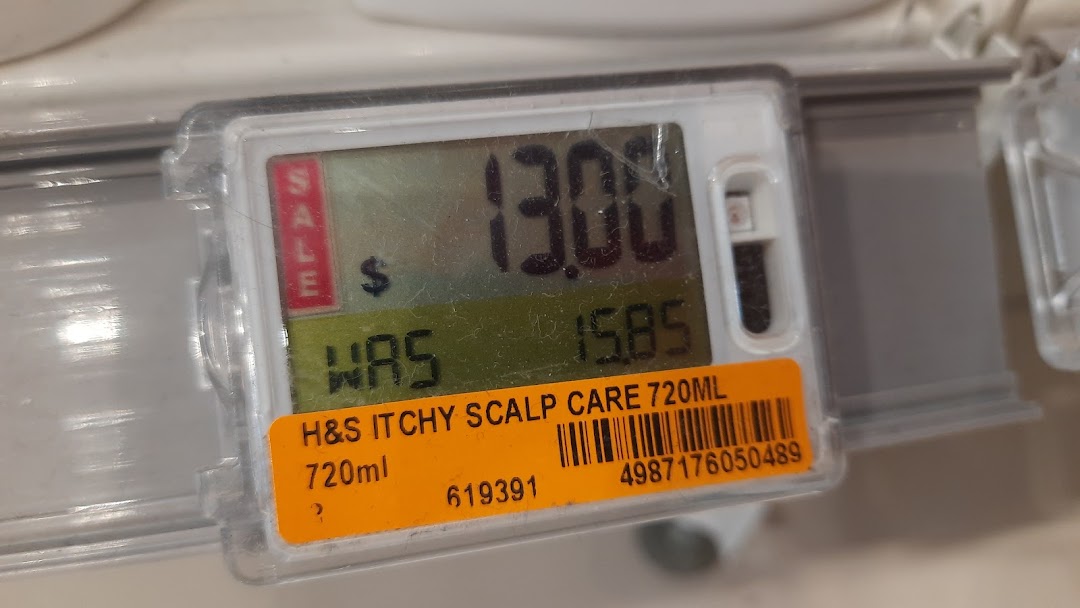 SALE
$ 13.00
WAS 15.85
H&S ITCHY SCALP CARE 720ML
720ml
619391
4987176050489